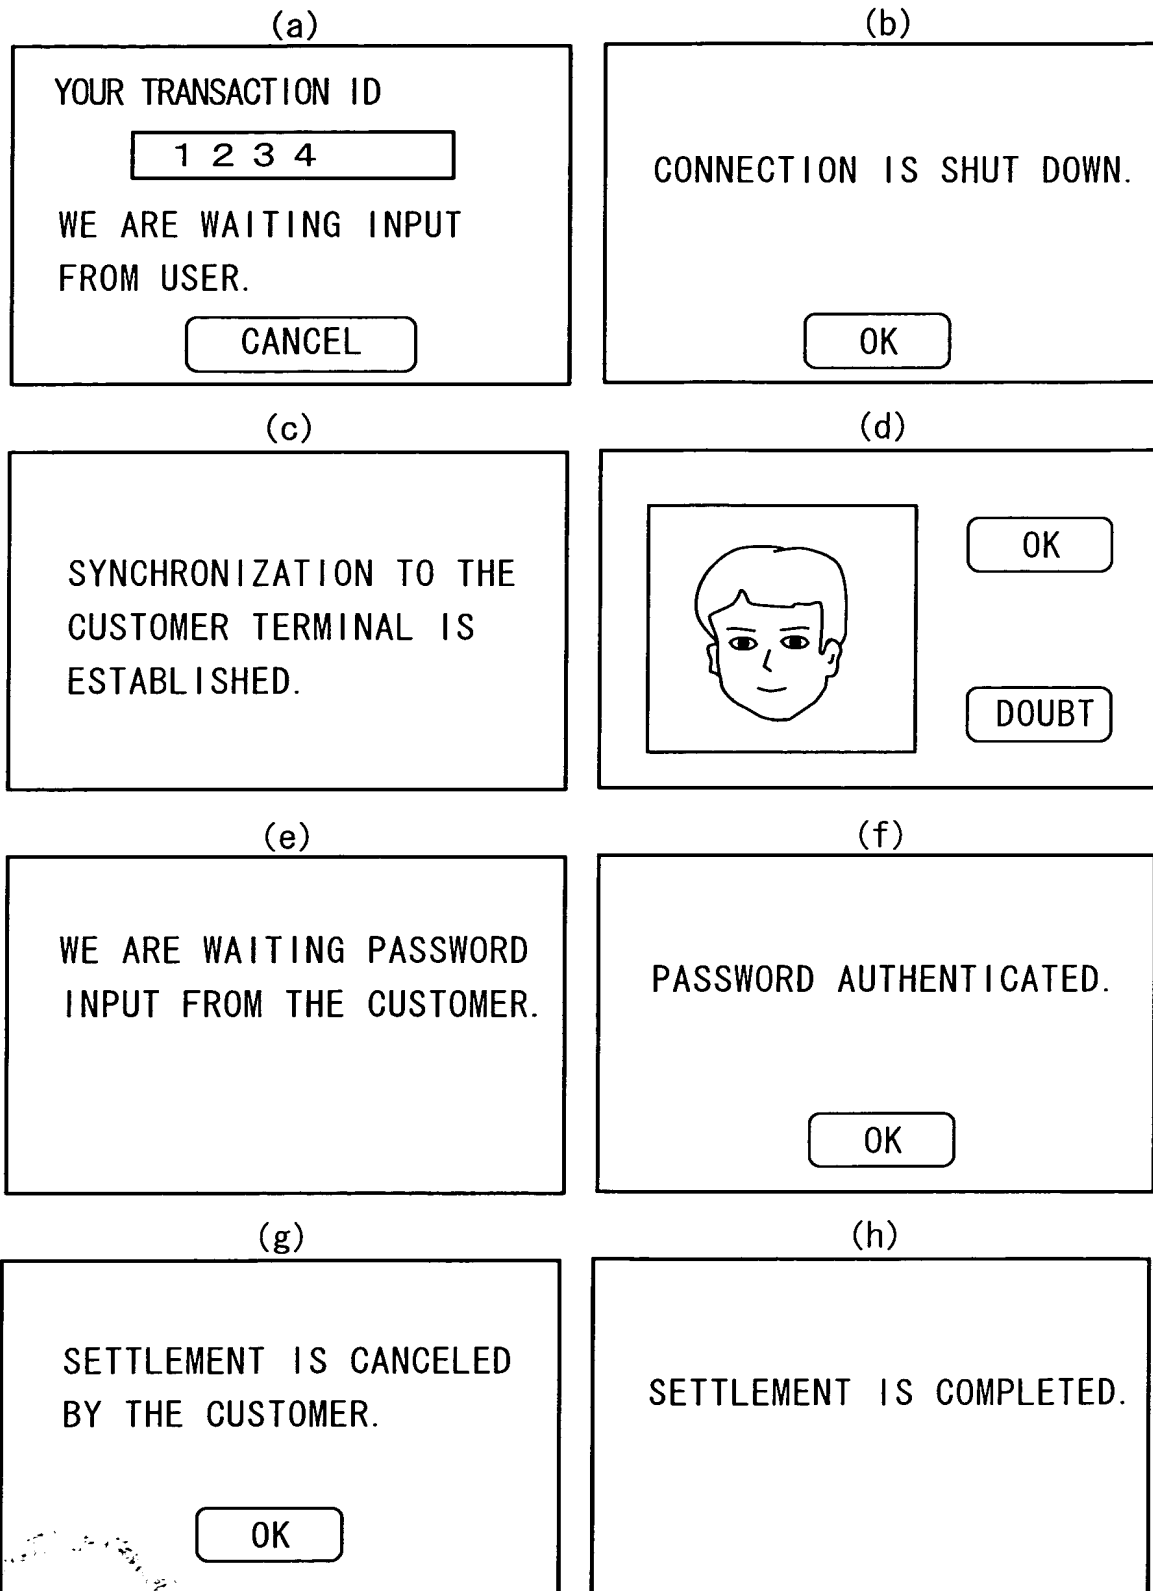 (a)
YOUR TRANSACTION ID
1234
WE ARE WAITING INPUT
FROM USER.
CANCEL
(b)
CONNECTION IS SHUT DOWN.
OK
(c)
SYNCHRONIZATION TO THE
CUSTOMER TERMINAL IS
ESTABLISHED.
(d)
OK
DOUBT
(e)
WE ARE WAITING PASSWORD
INPUT FROM THE CUSTOMER.
(f)
PASSWORD AUTHENTICATED.
OK
(g)
SETTLEMENT IS CANCELED
BY THE CUSTOMER.
OK
(h)
SETTLEMENT IS COMPLETED.